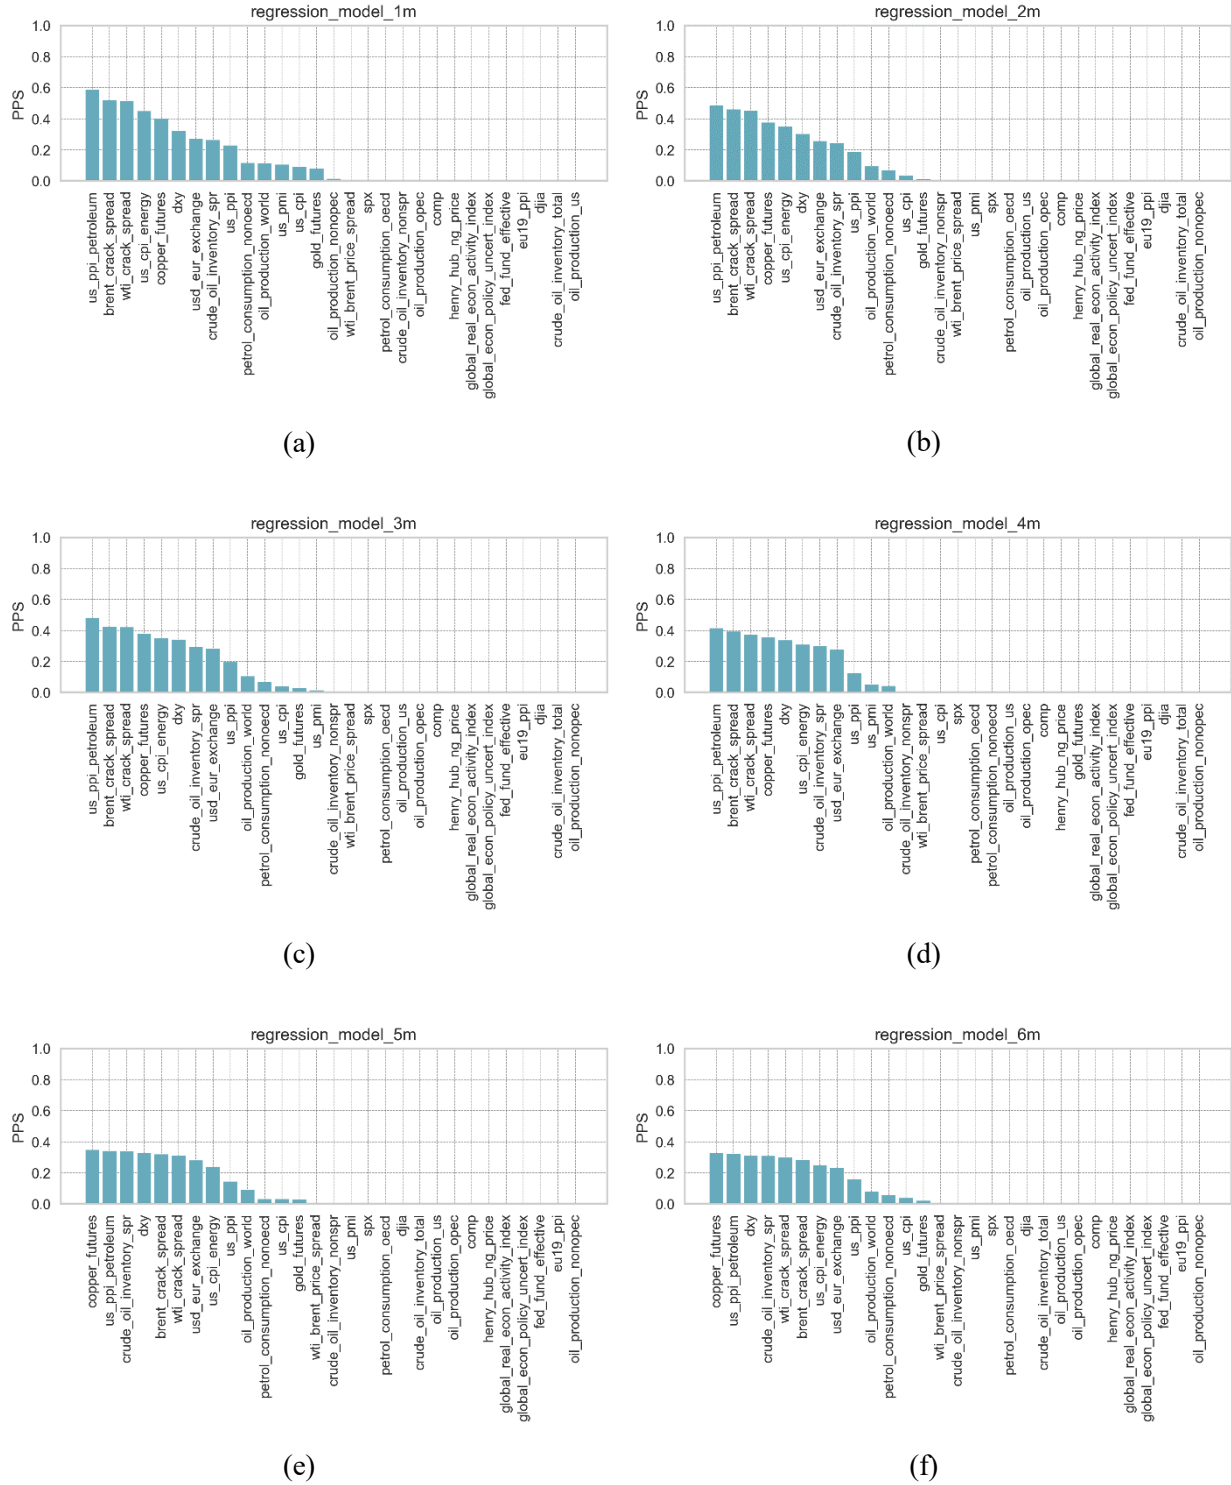 regression_model_1m
PPS
1.0
0.8
0.6
0.4
0.2
0.0
us_ppi_petroleum
brent_crack_spread
wti_crack_spread
us_cpi_energy
copper_futures
dxy
usd_eur_exchange
crude_oil_inventory_spr
us_ppi
petrol_consumption_nonoecd
oil_production_world
us_pmi
us_cpi
gold_futures
oil_production_nonopec
wti_brent_price_spread
spx
petrol_consumption_oecd
crude_oil_inventory_nonspr
oil_production_opec
comp
henry_hub_ng_price
global_real_econ_activity_index
global_econ_policy_uncert_index
fed_fund_effective
eu19_ppi
djia
crude_oil_inventory_total
oil_production_us
(a)
regression_model_2m
PPS
1.0
0.8
0.6
0.4
0.2
0.0
us_ppi_petroleum
brent_crack_spread
wti_crack_spread
copper_futures
us_cpi_energy
dxy
usd_eur_exchange
crude_oil_inventory_spr
us_ppi
oil_production_world
petrol_consumption_nonoecd
us_cpi
gold_futures
crude_oil_inventory_nonspr
wti_brent_price_spread
us_pmi
spx
petrol_consumption_oecd
oil_production_us
oil_production_opec
comp
henry_hub_ng_price
global_real_econ_activity_index
global_econ_policy_uncert_index
fed_fund_effective
eu19_ppi
djia
crude_oil_inventory_total
oil_production_nonopec
(b)
regression_model_3m
PPS
1.0
0.8
0.6
0.4
0.2
0.0
us_ppi_petroleum
brent_crack_spread
wti_crack_spread
copper_futures
us_cpi_energy
dxy
crude_oil_inventory_spr
usd_eur_exchange
us_ppi
oil_production_world
petrol_consumption_nonoecd
us_cpi
gold_futures
us_pmi
crude_oil_inventory_nonspr
wti_brent_price_spread
spx
petrol_consumption_oecd
oil_production_us
oil_production_opec
comp
henry_hub_ng_price
global_real_econ_activity_index
global_econ_policy_uncert_index
fed_fund_effective
eu19_ppi
djia
crude_oil_inventory_total
oil_production_nonopec
(c)
regression_model_4m
PPS
1.0
0.8
0.6
0.4
0.2
0.0
us_ppi_petroleum
brent_crack_spread
wti_crack_spread
copper_futures
dxy
us_cpi_energy
crude_oil_inventory_spr
usd_eur_exchange
us_ppi
us_pmi
oil_production_world
crude_oil_inventory_nonspr
wti_brent_price_spread
us_cpi
spx
petrol_consumption_oecd
petrol_consumption_nonoecd
oil_production_us
oil_production_opec
comp
henry_hub_ng_price
gold_futures
global_real_econ_activity_index
global_econ_policy_uncert_index
fed_fund_effective
eu19_ppi
djia
crude_oil_inventory_total
oil_production_nonopec
(d)
regression_model_5m
PPS
1.0
0.8
0.6
0.4
0.2
0.0
copper_futures
us_ppi_petroleum
crude_oil_inventory_spr
dxy
brent_crack_spread
wti_crack_spread
usd_eur_exchange
us_cpi_energy
us_ppi
oil_production_world
petrol_consumption_nonoecd
us_cpi
gold_futures
wti_brent_price_spread
crude_oil_inventory_nonspr
us_pmi
spx
petrol_consumption_oecd
djia
crude_oil_inventory_total
oil_production_us
oil_production_opec
comp
henry_hub_ng_price
global_real_econ_activity_index
global_econ_policy_uncert_index
fed_fund_effective
eu19_ppi
oil_production_nonopec
(e)
regression_model_6m
PPS
1.0
0.8
0.6
0.4
0.2
0.0
copper_futures
us_ppi_petroleum
dxy
crude_oil_inventory_spr
wti_crack_spread
brent_crack_spread
us_cpi_energy
usd_eur_exchange
us_ppi
oil_production_world
petrol_consumption_nonoecd
us_cpi
gold_futures
wti_brent_price_spread
crude_oil_inventory_nonspr
us_pmi
spx
petrol_consumption_oecd
djia
crude_oil_inventory_total
oil_production_us
oil_production_opec
comp
henry_hub_ng_price
global_real_econ_activity_index
global_econ_policy_uncert_index
fed_fund_effective
eu19_ppi
oil_production_nonopec
(f)